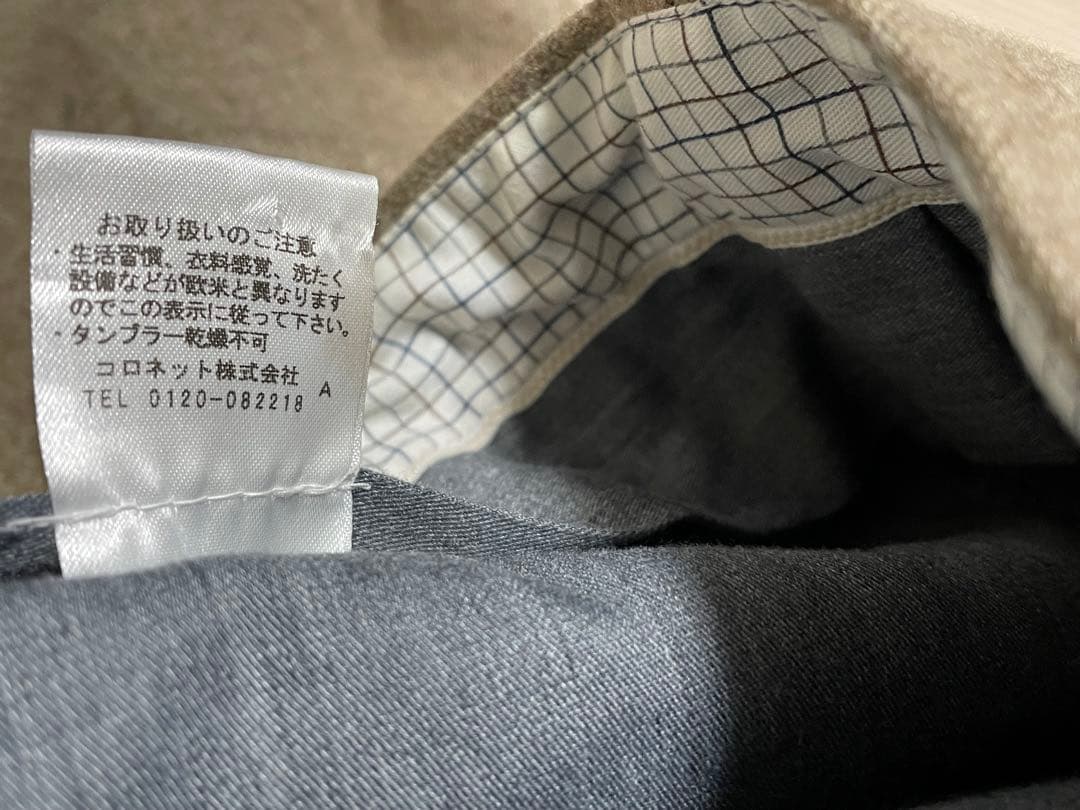 お取り扱いのご注意
・生活習慣、衣料感覚、洗たく
設備などが欧米と異なります
のでこの表示に従って下さい。
・タンブラー乾燥不可
コロネット株式会社 A
TEL 0120-082218